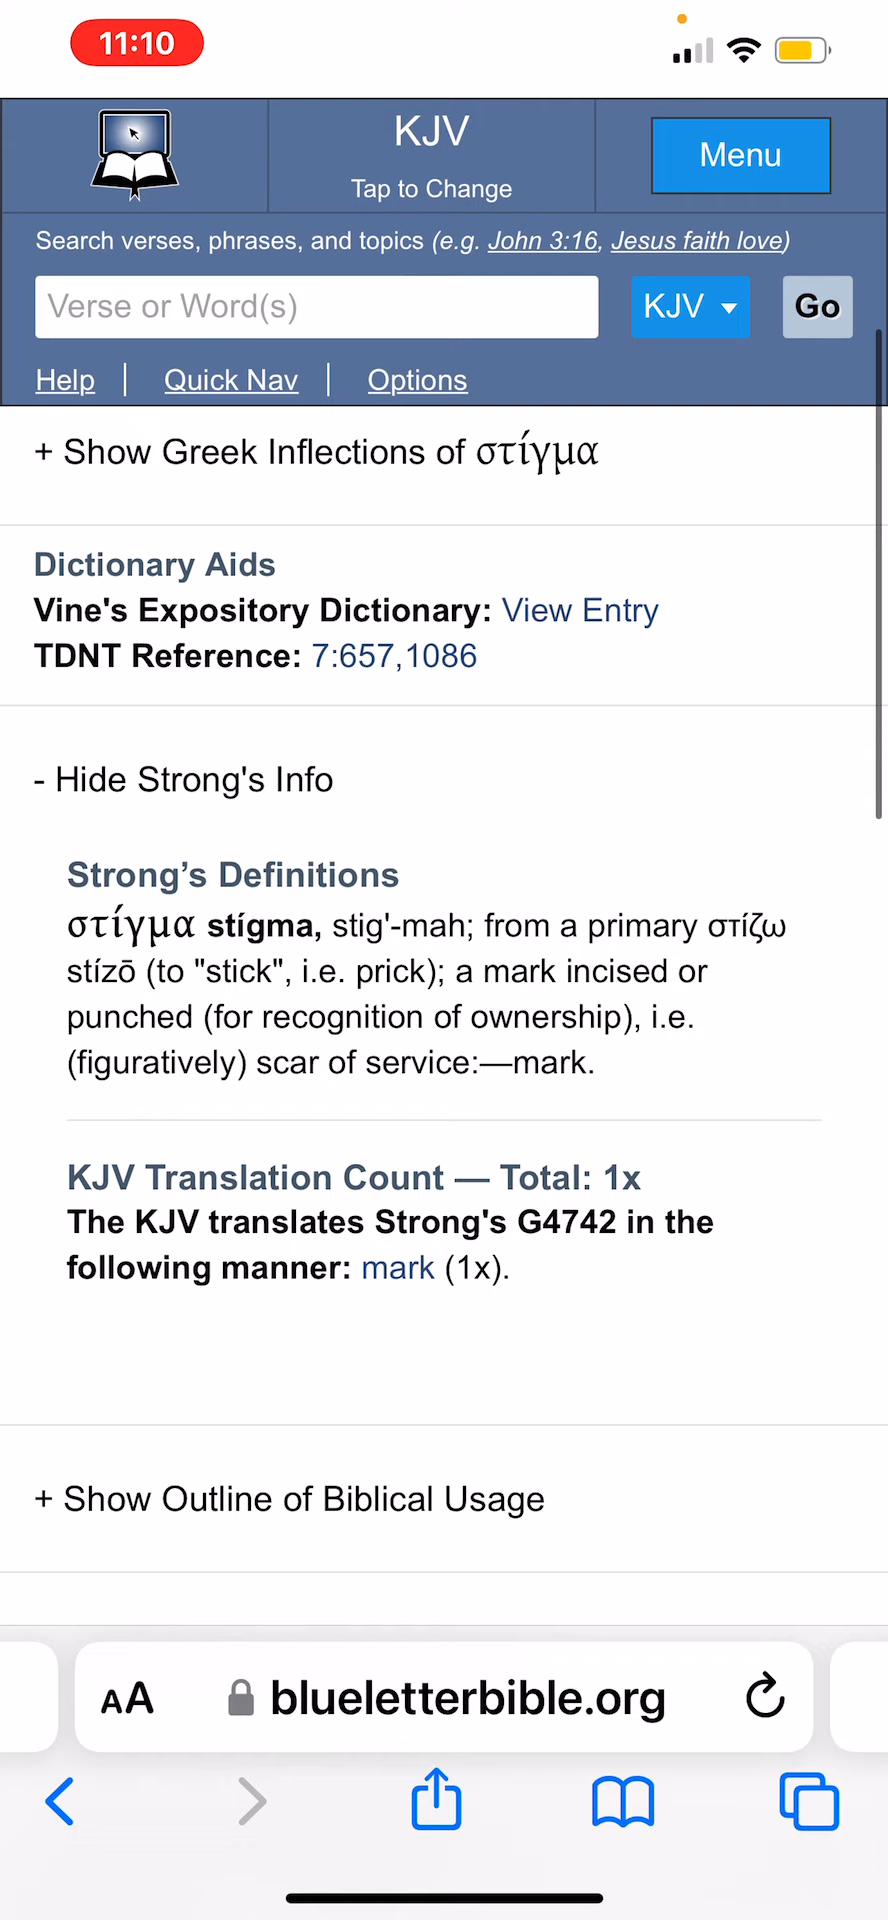 11:10
KJV
Tap to Change
Menu
Search verses, phrases, and topics (e.g. John 3:16, Jesus faith love)
Verse or Word(s)
KJV
Go
Help | Quick Nav | Options
+ Show Greek Inflections of στίγμα
Dictionary Aids
Vine's Expository Dictionary: View Entry
TDNT Reference: 7:657,1086
- Hide Strong's Info
Strong’s Definitions
στίγμα stígma, stig'-mah; from a primary στίζω
stízō (to "stick", i.e. prick); a mark incised or
punched (for recognition of ownership), i.e.
(figuratively) scar of service:—mark.
KJV Translation Count — Total: 1x
The KJV translates Strong's G4742 in the
following manner: mark (1x).
+ Show Outline of Biblical Usage
AA
blueletterbible.org